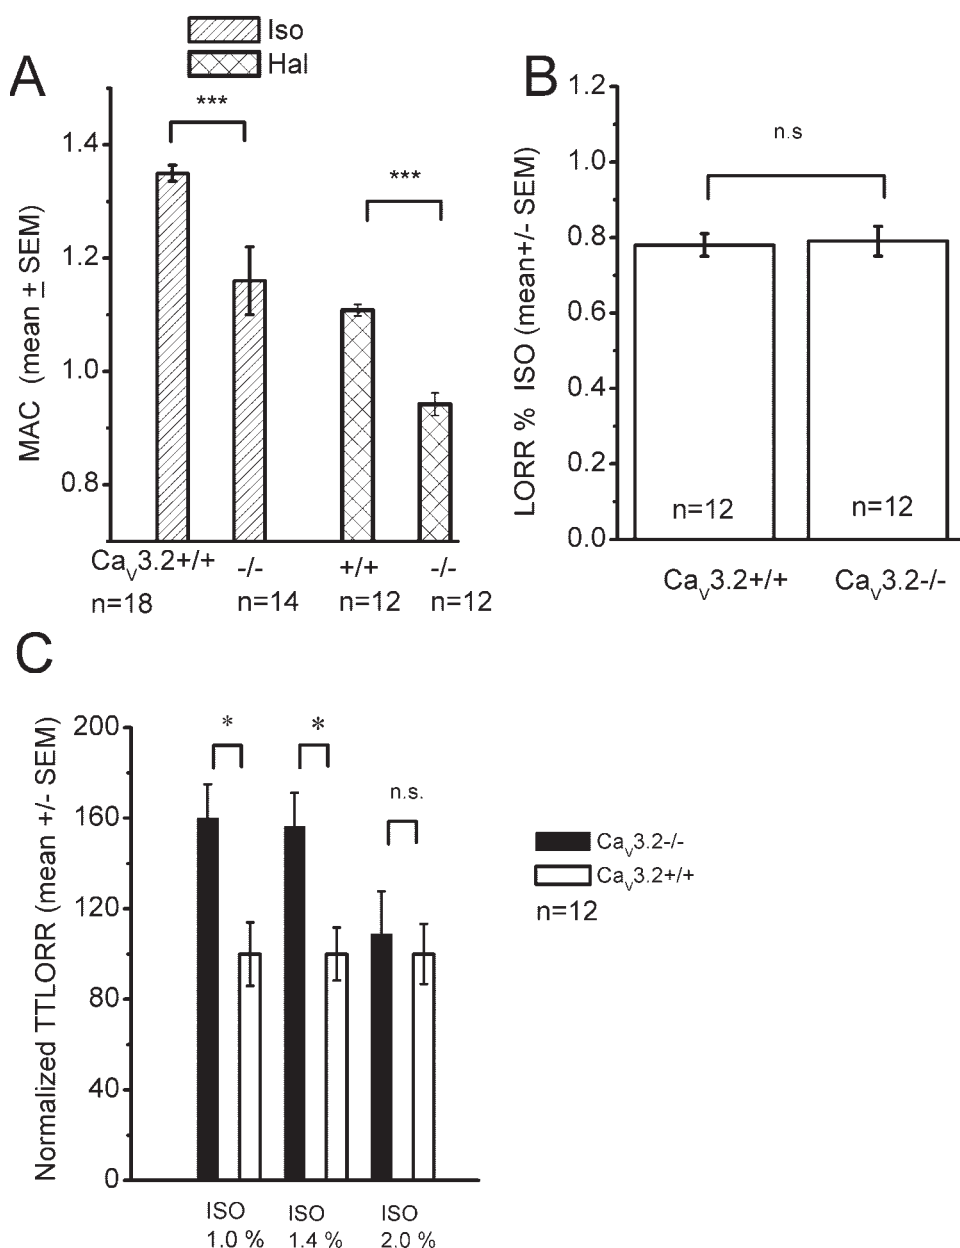 Iso
Hal
A
***
***
1.4
1.2
1.0
0.8
MAC (mean ± SEM)
CaV3.2+/+ -/- +/+ -/-
n=18 n=14 n=12 n=12
B
n.s
1.2
1.0
0.8
0.6
0.4
0.2
0.0
LORR % ISO (mean+/- SEM)
n=12 n=12
CaV3.2+/+ CaV3.2-/-
C
* *
n.s.
200
160
120
80
40
0
Normalized TTLORR (mean +/- SEM)
ISO ISO ISO
1.0 % 1.4 % 2.0 %
CaV3.2-/-
CaV3.2+/+
n=12